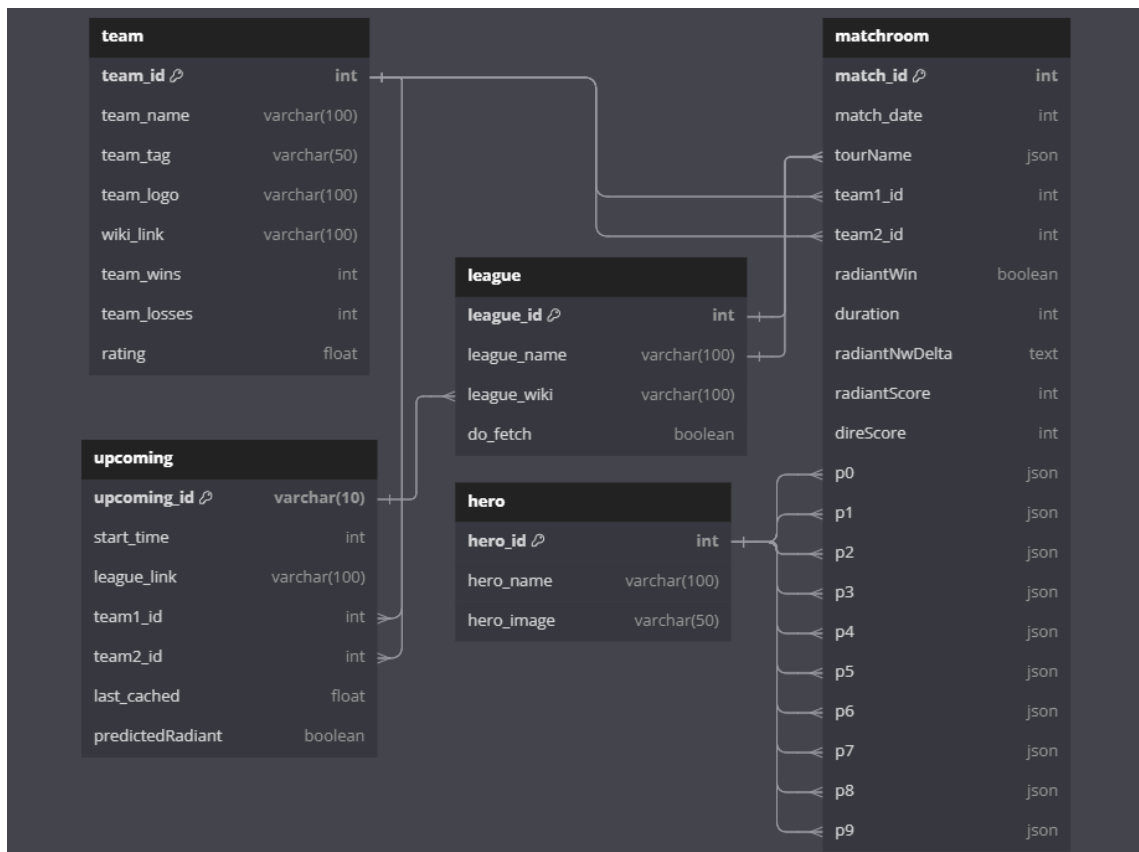 team
team_id int
team_name varchar(100)
team_tag varchar(50)
team_logo varchar(100)
wiki_link varchar(100)
team_wins int
team_losses int
rating float
upcoming
upcoming_id varchar(10)
start_time int
league_link varchar(100)
team1_id int
team2_id int
last_cached float
predictedRadiant boolean
league
league_id int
league_name varchar(100)
league_wiki varchar(100)
do_fetch boolean
hero
hero_id int
hero_name varchar(100)
hero_image varchar(50)
matchroom
match_id int
match_date int
tourName json
team1_id int
team2_id int
radiantWin boolean
duration int
radiantNwDelta text
radiantScore int
direScore int
p0 json
p1 json
p2 json
p3 json
p4 json
p5 json
p6 json
p7 json
p8 json
p9 json